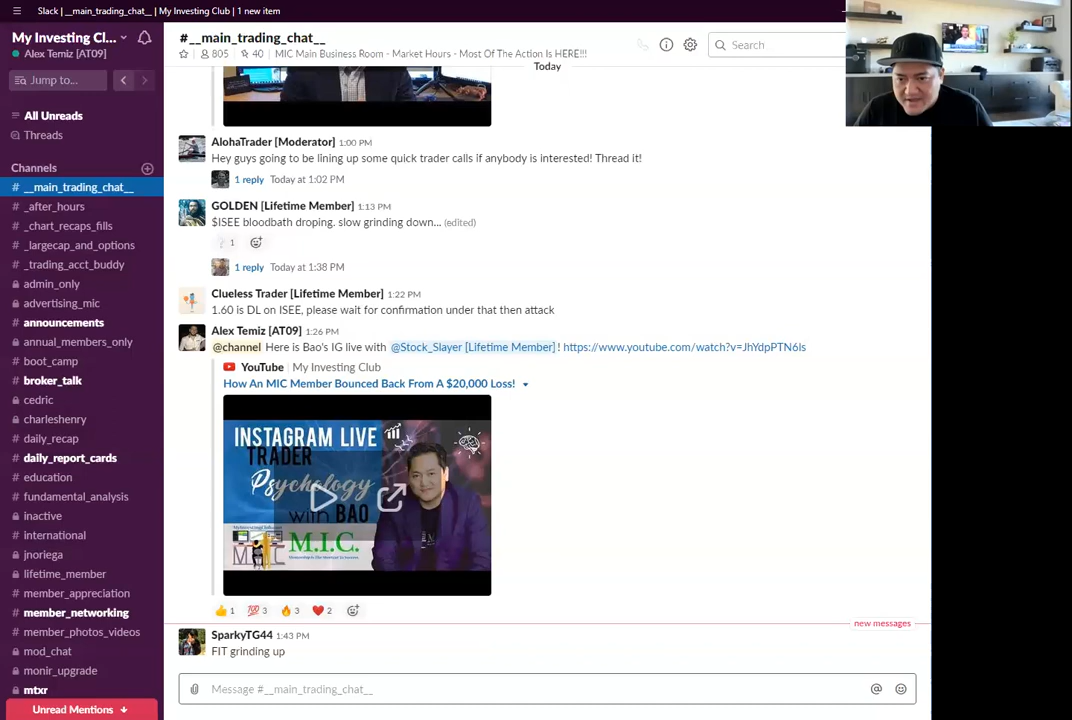 Slack | __main_trading_chat__ | My Investing Club | 1 new item
My Investing Cl...
Alex Temiz [AT09]
Jump to...
All Unreads
Threads
Channels
# __main_trading_chat__
# _after_hours
# _chart_recaps_fills
# _largecap_and_options
# _trading_acct_buddy
admin_only
advertising_mic
# announcements
annual_members_only
# boot_camp
# broker_talk
# cedric
charleshenry
# daily_recap
# daily_report_cards
# education
# fundamental_analysis
inactive
# international
jnoriega
lifetime_member
# member_appreciation
# member_networking
# member_photos_videos
mod_chat
monir_upgrade
mtxr
Unread Mentions
#__main_trading_chat__
805
40
MIC Main Business Room - Market Hours - Most Of The Action Is HERE!!!
Search
Today
AlohaTrader [Moderator] 1:00 PM
Hey guys going to be lining up some quick trader calls if anybody is interested! Thread it!
1 reply Today at 1:02 PM
GOLDEN [Lifetime Member] 1:13 PM
$ISEE bloodbath droping. slow grinding down... (edited)
1
1 reply Today at 1:38 PM
Clueless Trader [Lifetime Member] 1:22 PM
1.60 is DL on ISEE, please wait for confirmation under that then attack
Alex Temiz [AT09] 1:26 PM
@channel Here is Bao's IG live with @Stock_Slayer [Lifetime Member]! https://www.youtube.com/watch?v=JhYdpPTN6ls
YouTube | My Investing Club
How An MIC Member Bounced Back From A $20,000 Loss!
INSTAGRAM LIVE
TRADER
Psychology
with BAO
M.I.C.
1
100 3
3
2
new messages
SparkyTG44 1:43 PM
FIT grinding up
Message #__main_trading_chat__